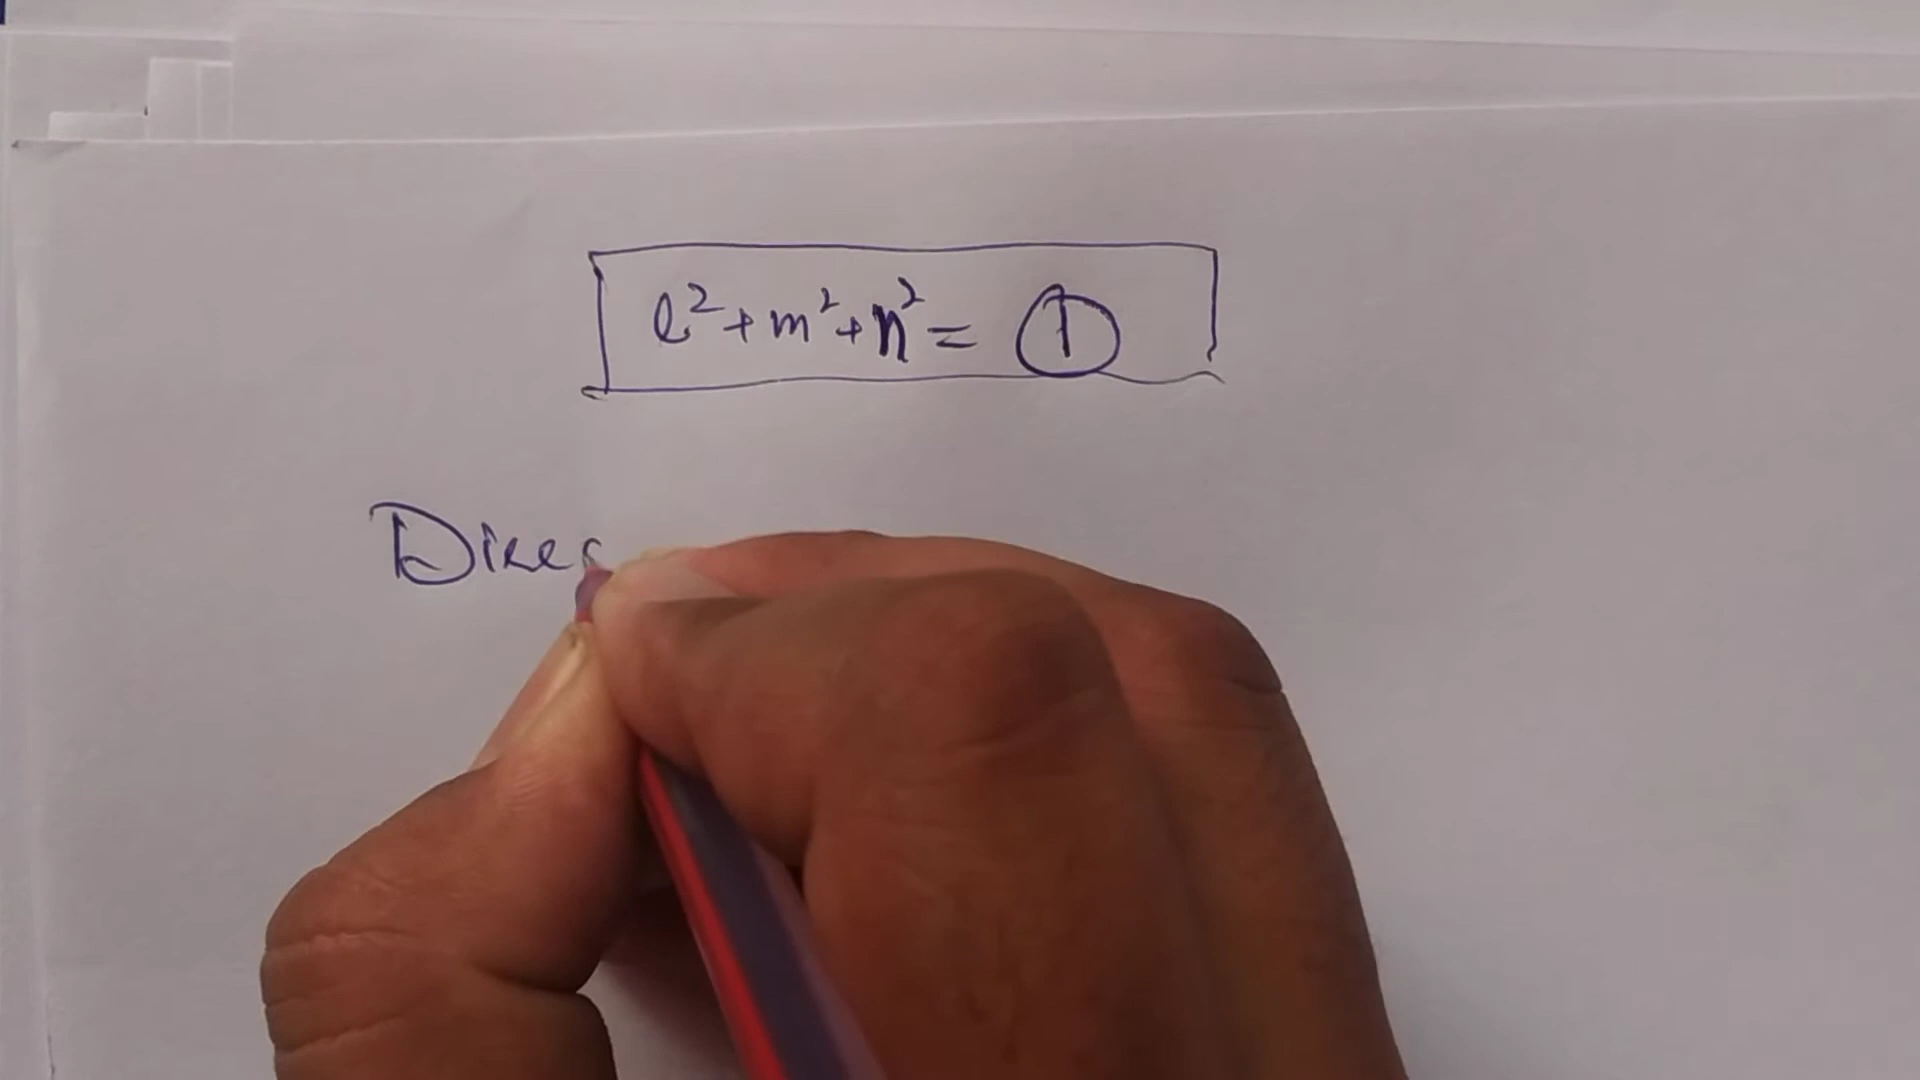 l² + m² + n² = 1
Direc